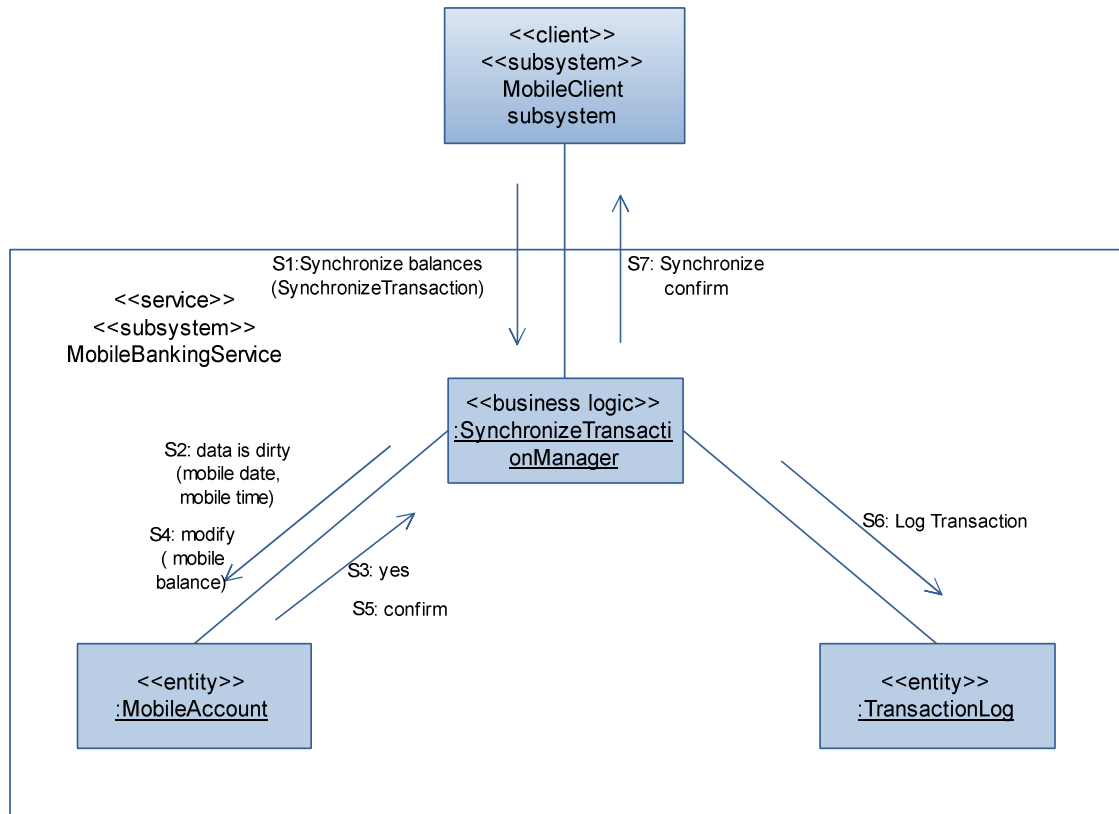 <<client>>
<<subsystem>>
MobileClient
subsystem
S1:Synchronize balances
(SynchronizeTransaction)
S7: Synchronize
confirm
<<service>>
<<subsystem>>
MobileBankingService
<<business logic>>
:SynchronizeTransacti
onManager
S2: data is dirty
(mobile date,
mobile time)
S4: modify
( mobile
balance)
S3: yes
S5: confirm
S6: Log Transaction
<<entity>>
:MobileAccount
<<entity>>
:TransactionLog